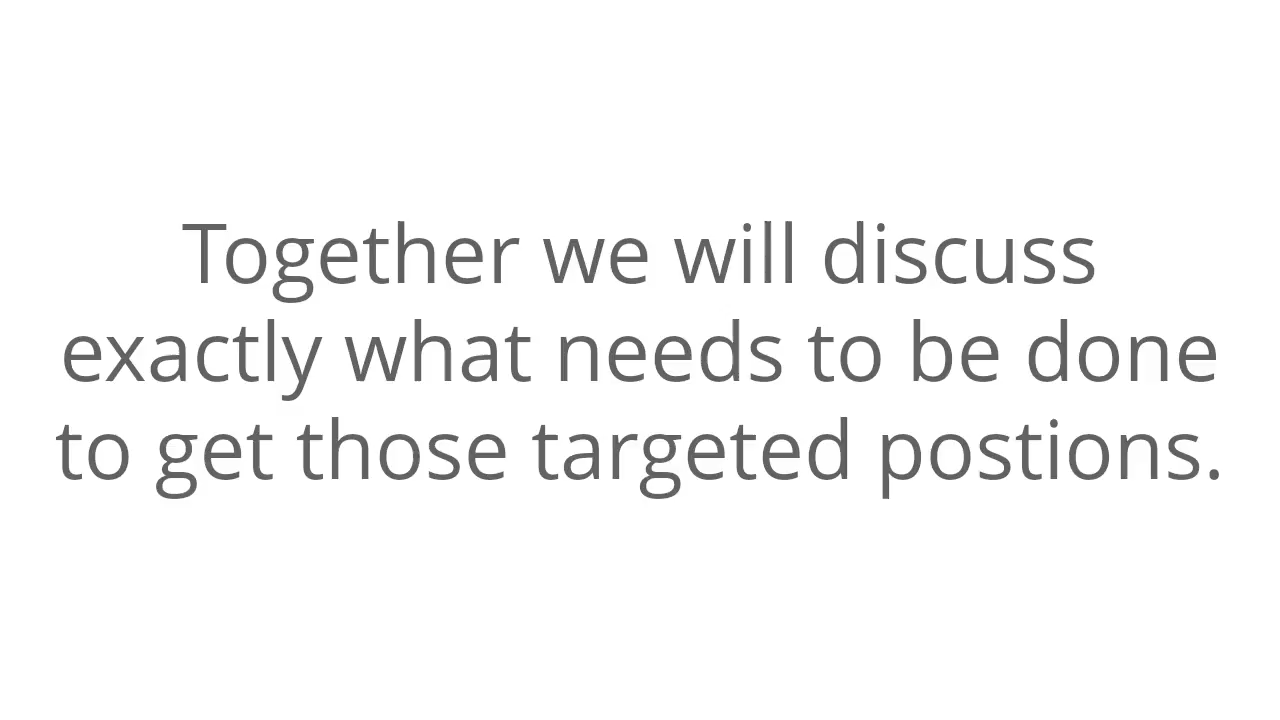 Together we will discuss
exactly what needs to be done
to get those targeted postions.